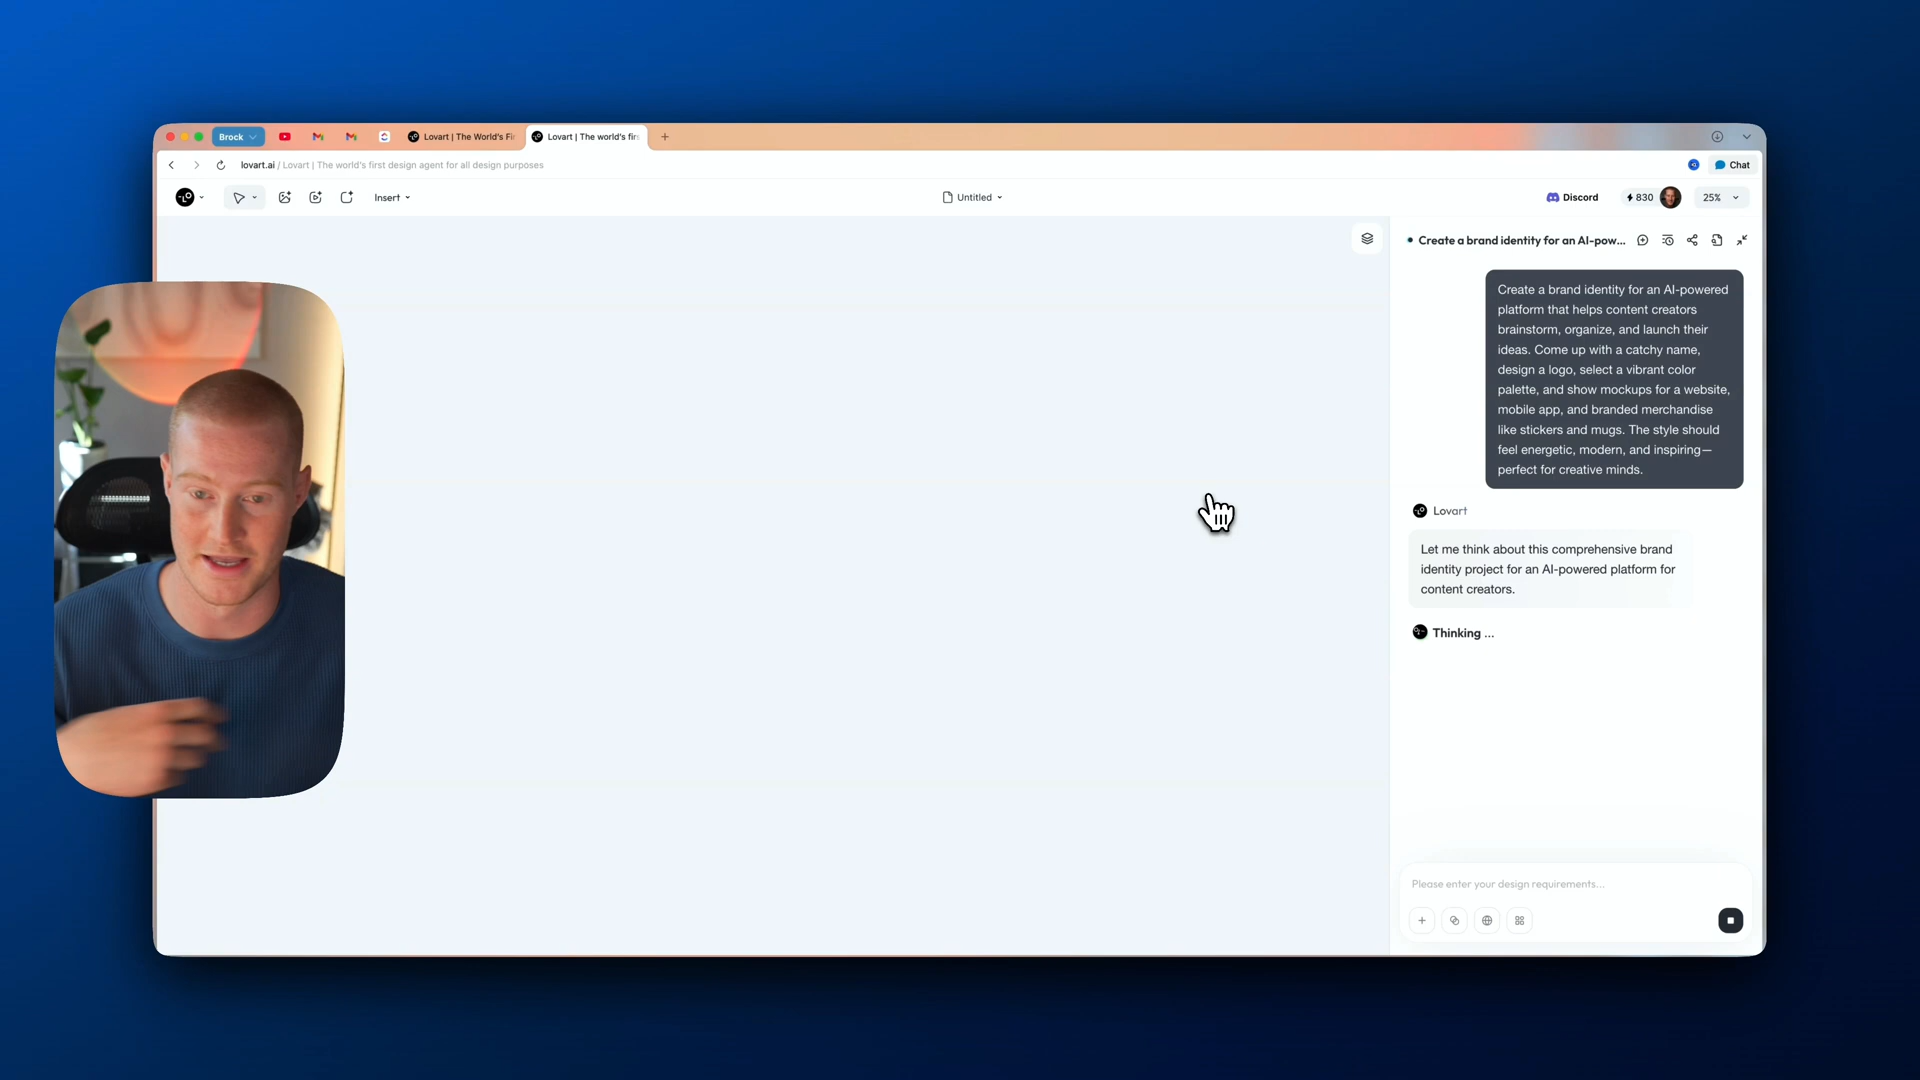 Brock
Lovart | The World's Fi
Lovart | The world's firs
lovart.ai / Lovart | The world's first design agent for all design purposes
Chat
Insert
Untitled
Discord
830
25%
Create a brand identity for an AI-pow...
Create a brand identity for an AI-powered
platform that helps content creators
brainstorm, organize, and launch their
ideas. Come up with a catchy name,
design a logo, select a vibrant color
palette, and show mockups for a website,
mobile app, and branded merchandise
like stickers and mugs. The style should
feel energetic, modern, and inspiring—
perfect for creative minds.
Lovart
Let me think about this comprehensive brand
identity project for an AI-powered platform for
content creators.
Thinking ...
Please enter your design requirements...